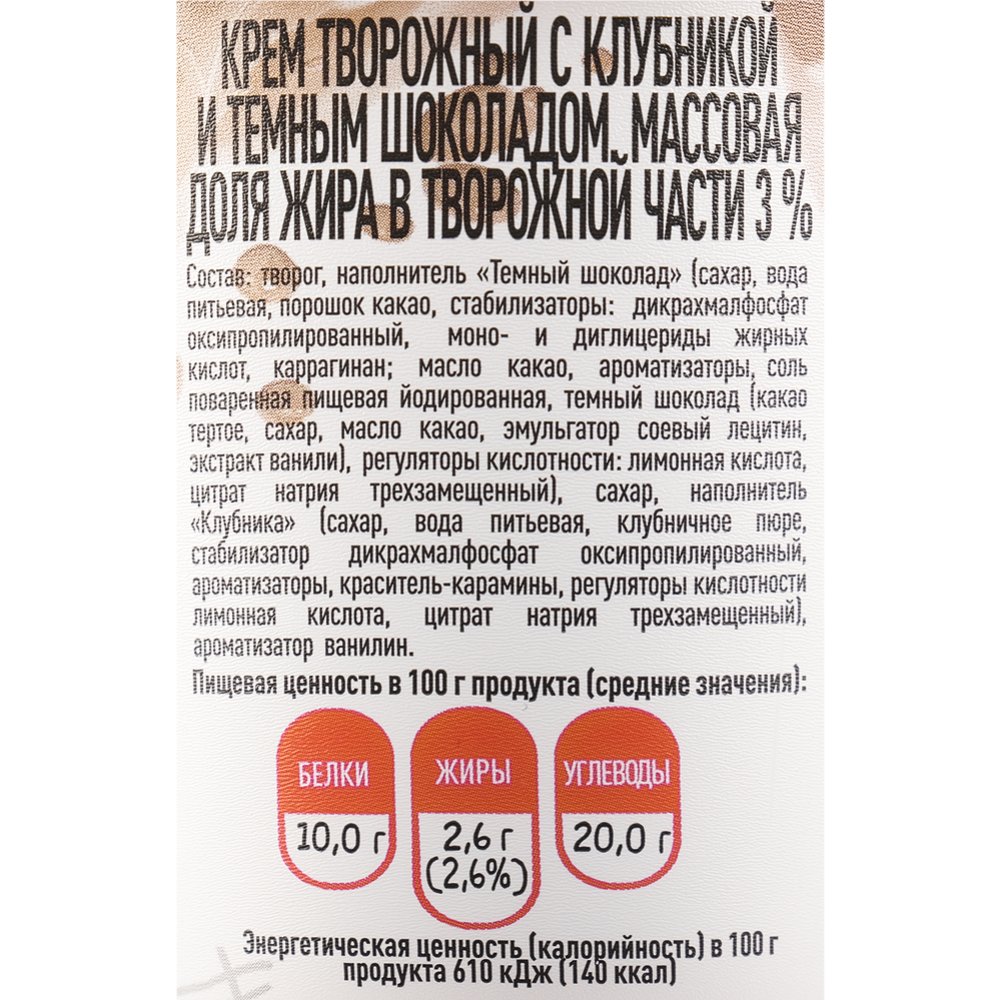 КРЕМ ТВОРОЖНЫЙ С КЛУБНИКОЙ
И ТЕМНЫМ ШОКОЛАДОМ. МАССОВАЯ
ДОЛЯ ЖИРА В ТВОРОЖНОЙ ЧАСТИ 3 %
Состав: творог, наполнитель «Темный шоколад» (сахар, вода
питьевая, порошок какао, стабилизаторы: дикрахмалфосфат
оксипропилированный, моно- и диглицериды жирных
кислот, каррагинан; масло какао, ароматизаторы, соль
поваренная пищевая йодированная, темный шоколад (какао
тертое, сахар, масло какао, эмульгатор соевый лецитин,
экстракт ванили), регуляторы кислотности: лимонная кислота,
цитрат натрия трехзамещенный), сахар, наполнитель
«Клубника» (сахар, вода питьевая, клубничное пюре,
стабилизатор дикрахмалфосфат оксипропилированный,
ароматизаторы, краситель-карамины, регуляторы кислотности
лимонная кислота, цитрат натрия трехзамещенный),
ароматизатор ванилин.
Пищевая ценность в 100 г продукта (средние значения):
БЕЛКИ ЖИРЫ УГЛЕВОДЫ
10,0 г 2,6 г 20,0 г
(2,6%)
Энергетическая ценность (калорийность) в 100 г
продукта 610 кДж (140 ккал)